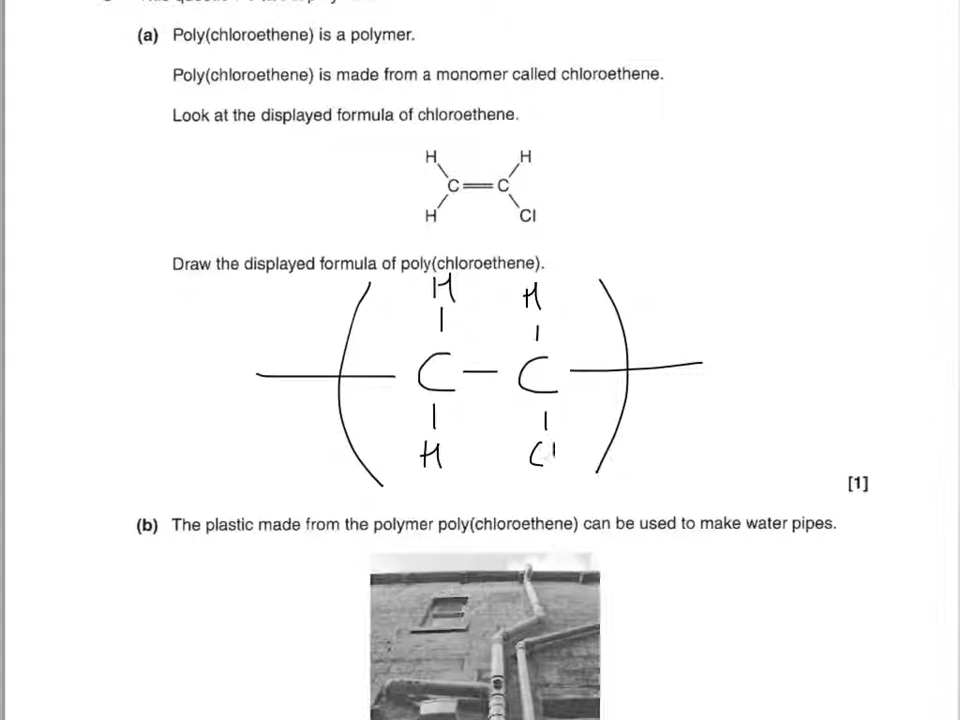 (a) Poly(chloroethene) is a polymer.
Poly(chloroethene) is made from a monomer called chloroethene.
Look at the displayed formula of chloroethene.
H H
C C
H Cl
Draw the displayed formula of poly(chloroethene).
H H
C C
H Cl
[1]
(b) The plastic made from the polymer poly(chloroethene) can be used to make water pipes.